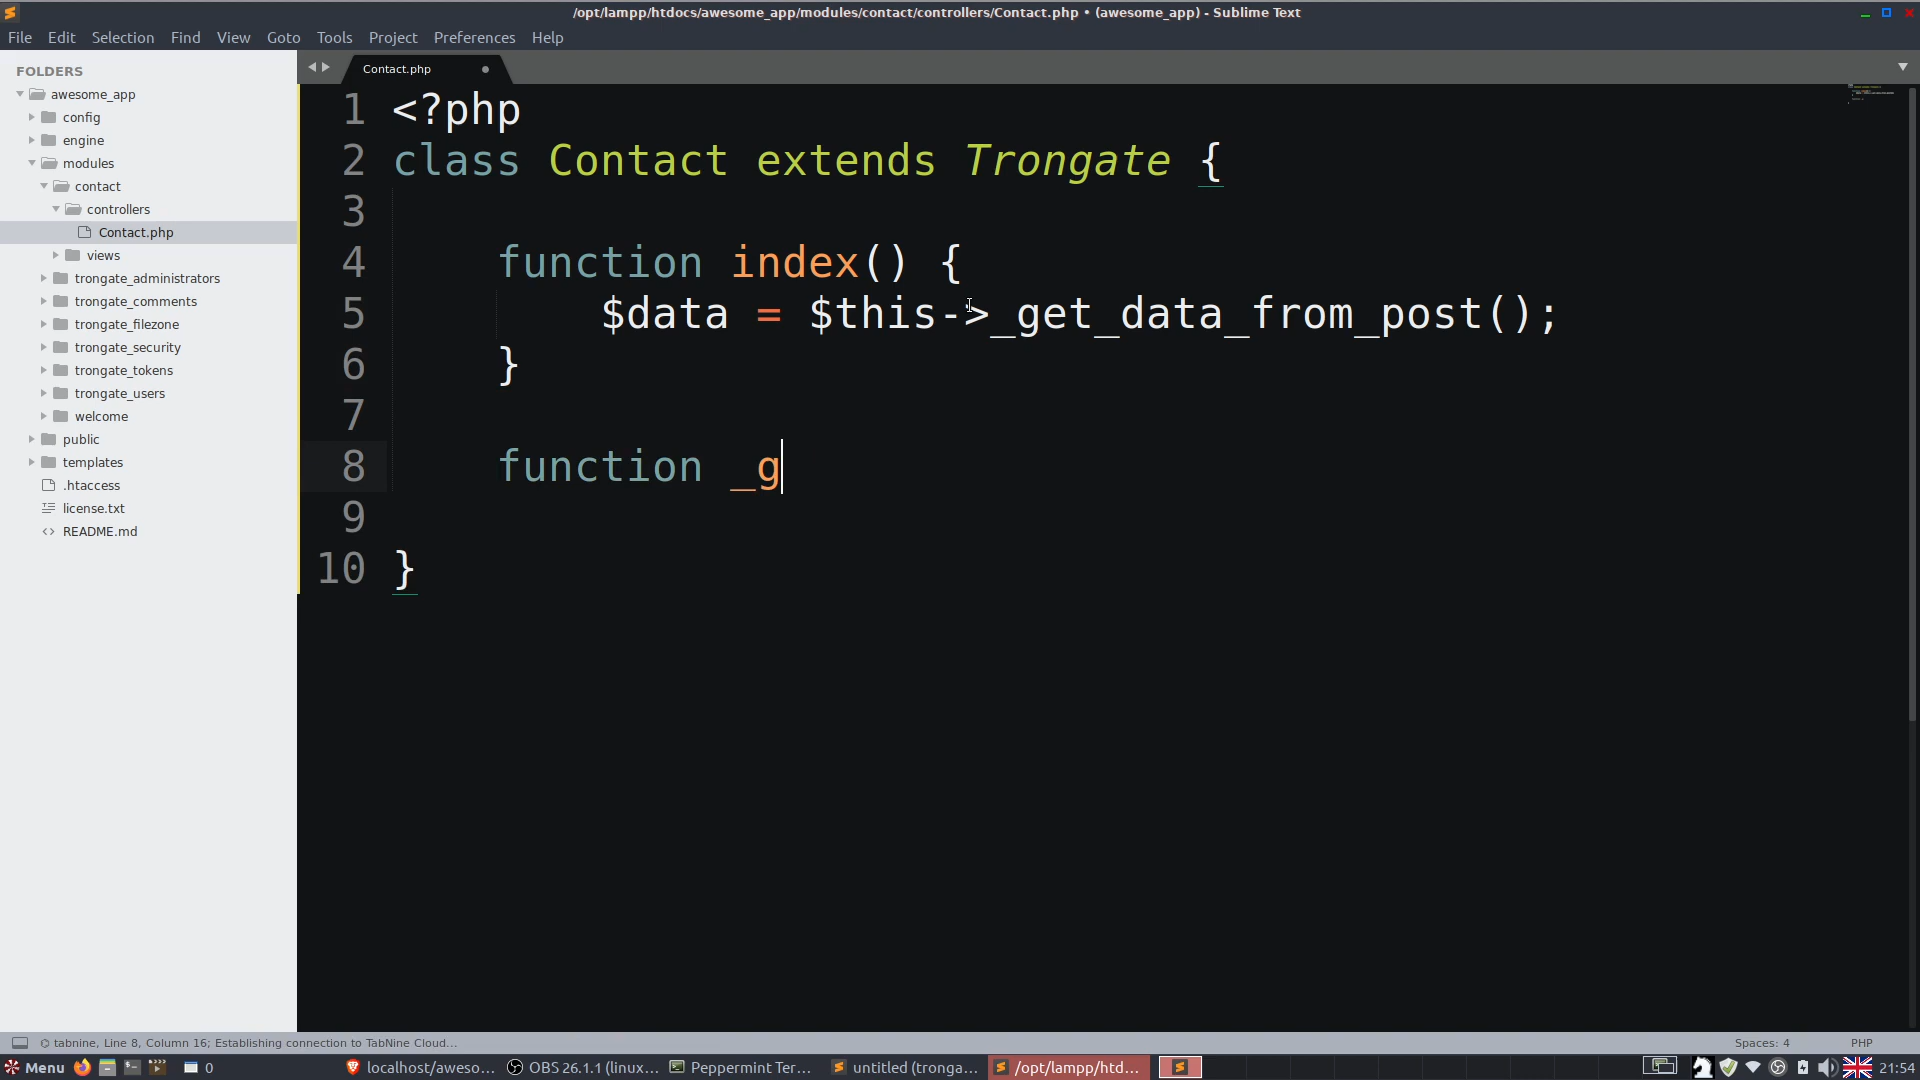 /opt/lampp/htdocs/awesome_app/modules/contact/controllers/Contact.php • (awesome_app) - Sublime Text
File Edit Selection Find View Goto Tools Project Preferences Help
FOLDERS
awesome_app
config
engine
modules
contact
controllers
Contact.php
views
trongate_administrators
trongate_comments
trongate_filezone
trongate_security
trongate_tokens
trongate_users
welcome
public
templates
.htaccess
license.txt
<> README.md
Contact.php
1 <?php
2 class Contact extends Trongate {
3
4 function index() {
5 $data = $this->_get_data_from_post();
6 }
7
8 function _g
9
10 }
tabnine, Line 8, Column 16; Establishing connection to TabNine Cloud... Spaces: 4 PHP
Menu 0 localhost/aweso... OBS 26.1.1 (linux... Peppermint Ter... untitled (tronga... /opt/lampp/htd... 21:54